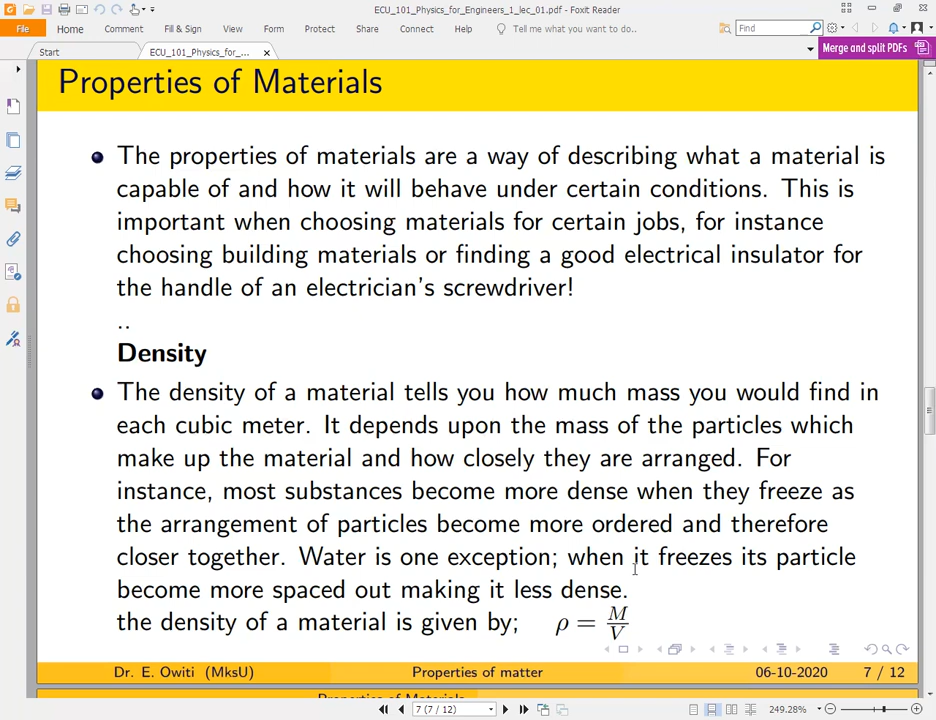 ECU_101_Physics_for_Engineers_1_lec_01.pdf - Foxit Reader
File Home Comment Fill & Sign View Form Protect Share Connect Help Tell me what you want to do.. Find
Start ECU_101_Physics_for_... Merge and split PDFs
Properties of Materials
The properties of materials are a way of describing what a material is
capable of and how it will behave under certain conditions. This is
important when choosing materials for certain jobs, for instance
choosing building materials or finding a good electrical insulator for
the handle of an electrician's screwdriver!
..
Density
The density of a material tells you how much mass you would find in
each cubic meter. It depends upon the mass of the particles which
make up the material and how closely they are arranged. For
instance, most substances become more dense when they freeze as
the arrangement of particles become more ordered and therefore
closer together. Water is one exception; when it freezes its particle
become more spaced out making it less dense.
the density of a material is given by; ρ = M/V
Dr. E. Owiti (MksU) Properties of matter 06-10-2020 7 / 12
Properties of Materials
7 (7 / 12) 249.28%